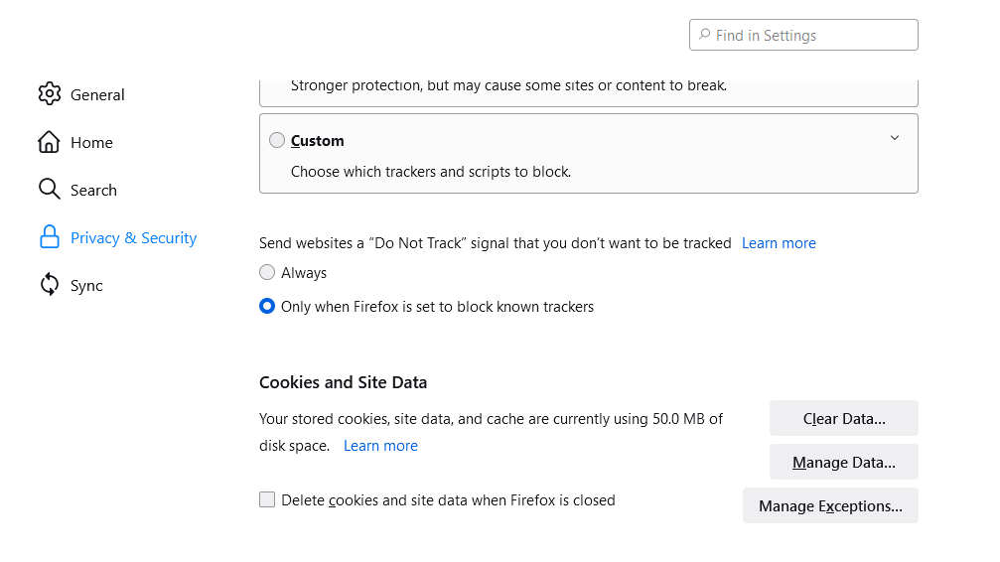 Find in Settings
General
Home
Search
Privacy & Security
Sync
Stronger protection, but may cause some sites or content to break.
Custom
Choose which trackers and scripts to block.
Send websites a “Do Not Track” signal that you don’t want to be tracked Learn more
Always
Only when Firefox is set to block known trackers
Cookies and Site Data
Your stored cookies, site data, and cache are currently using 50.0 MB of
disk space. Learn more
Clear Data...
Manage Data...
Delete cookies and site data when Firefox is closed
Manage Exceptions...